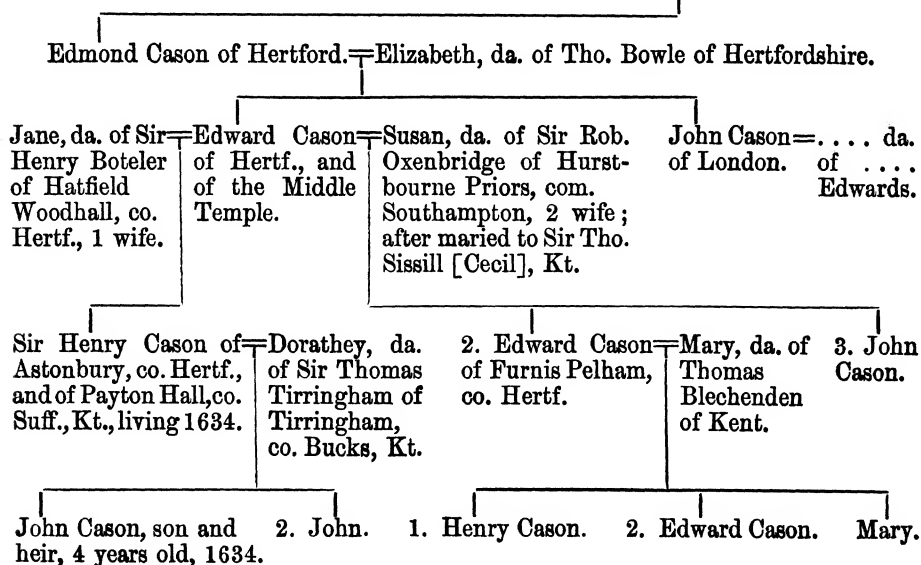 Edmond Cason of Hertford.=Elizabeth, da. of Tho. Bowle of Hertfordshire.
Jane, da. of Sir=
Henry Boteler
of Hatfield
Woodhall, co.
Hertf., 1 wife.
Edward Cason=
of Hertf., and
of the Middle
Temple.
Susan, da. of Sir Rob.
Oxenbridge of Hurst-
bourne Priors, com.
Southampton, 2 wife;
after maried to Sir Tho.
Sissill [Cecil], Kt.
John Cason=.... da.
of London. of ....
Edwards.
Sir Henry Cason of=
Astonbury, co. Hertf.,
and of Payton Hall, co.
Suff., Kt., living 1634.
Dorathey, da.
of Sir Thomas
Tirringham of
Tirringham,
co. Bucks, Kt.
2. Edward Cason=
of Furnis Pelham,
co. Hertf.
Mary, da. of
Thomas
Blechenden
of Kent.
3. John
Cason.
John Cason, son and
heir, 4 years old, 1634.
2. John.
1. Henry Cason.
2. Edward Cason.
Mary.